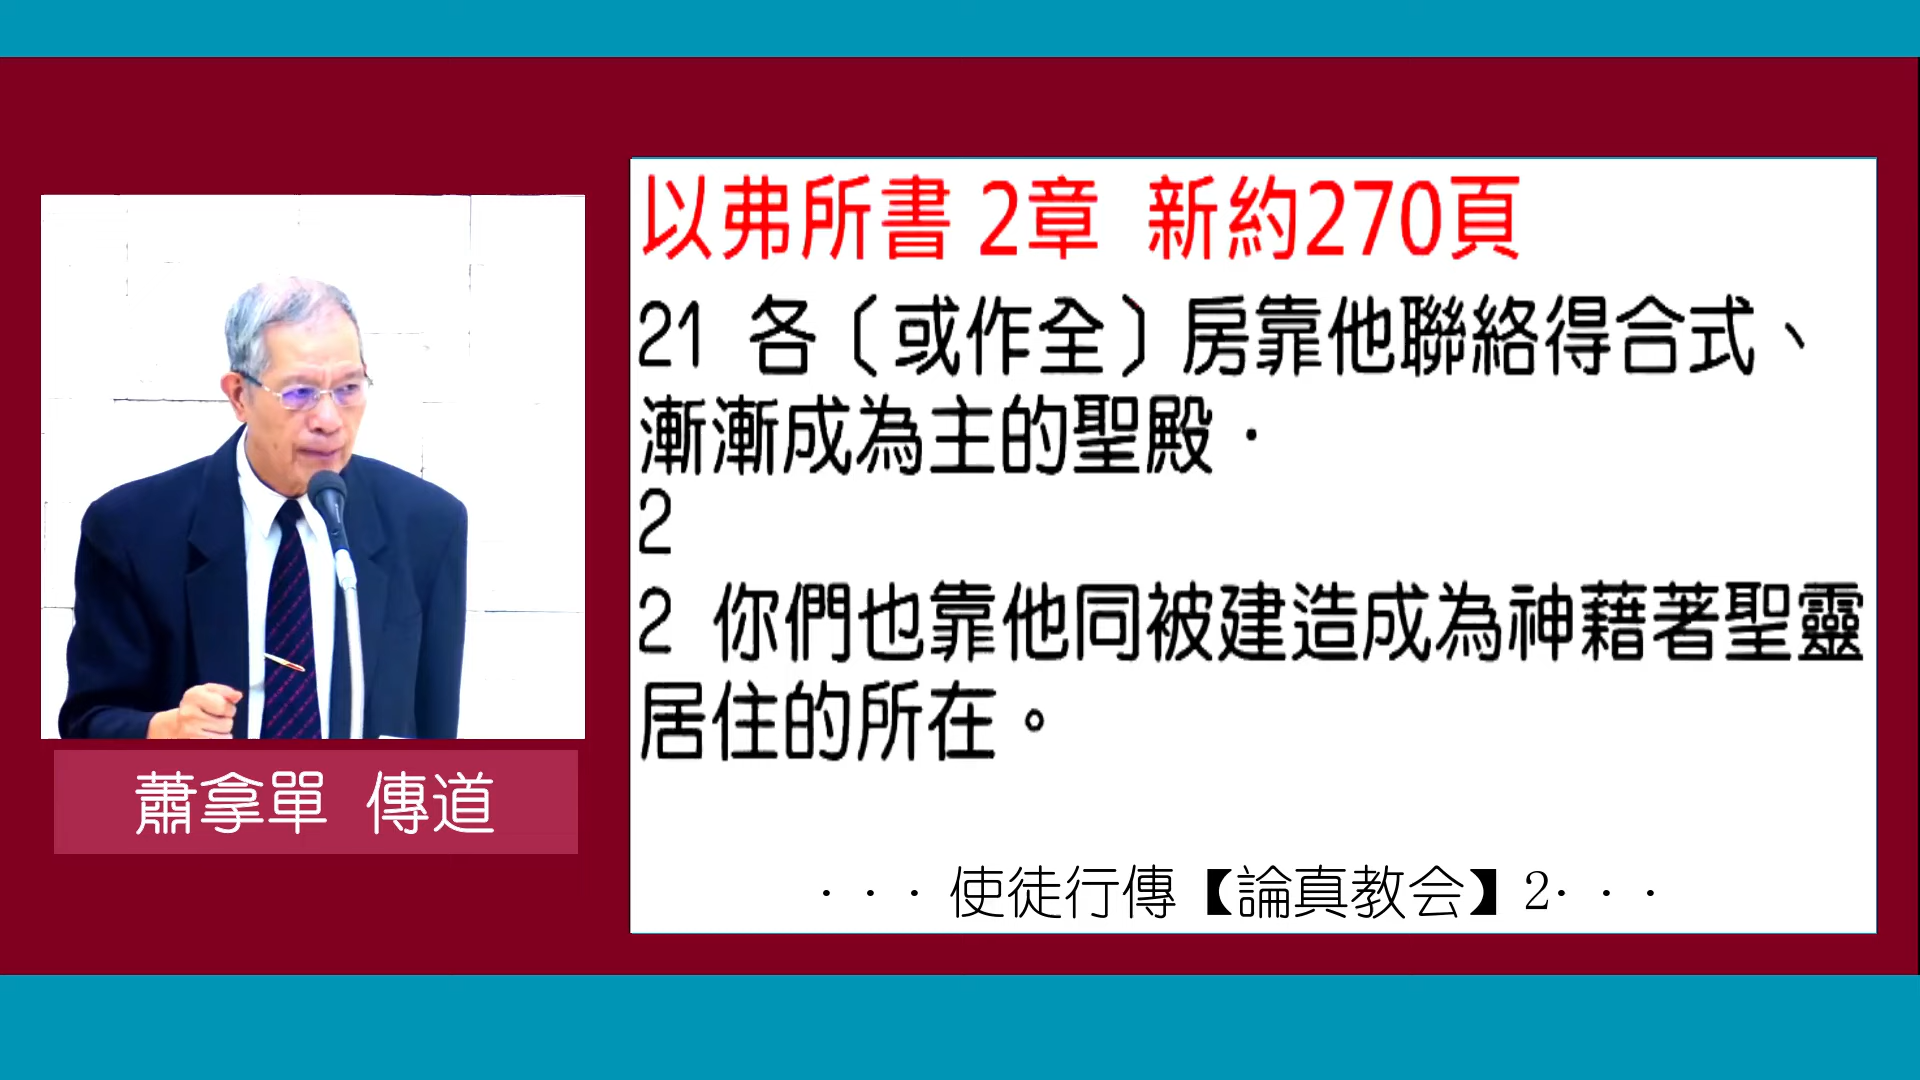 以弗所書 2章 新約270頁
21 各〔或作全〕房靠他聯絡得合式、
漸漸成為主的聖殿．
2
2 你們也靠他同被建造成為神藉著聖靈
居住的所在。
蕭拿單 傳道
···使徒行傳【論真教会】2···